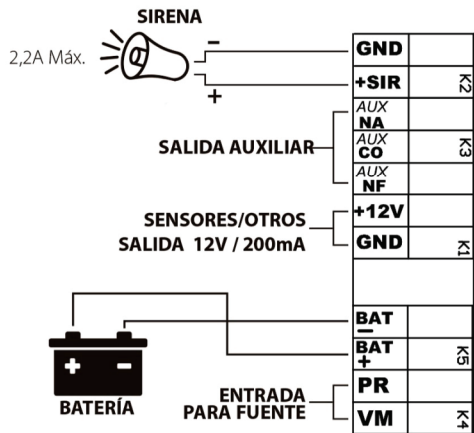 SIRENA
2,2A Máx.
−
+
GND
+SIR
K2
AUX
NA
AUX
CO
AUX
NF
K3
SALIDA AUXILIAR
+12V
GND
K1
SENSORES/OTROS
SALIDA 12V / 200mA
BAT
−
BAT
+
K5
+ −
BATERÍA
PR
VM
K4
ENTRADA
PARA FUENTE